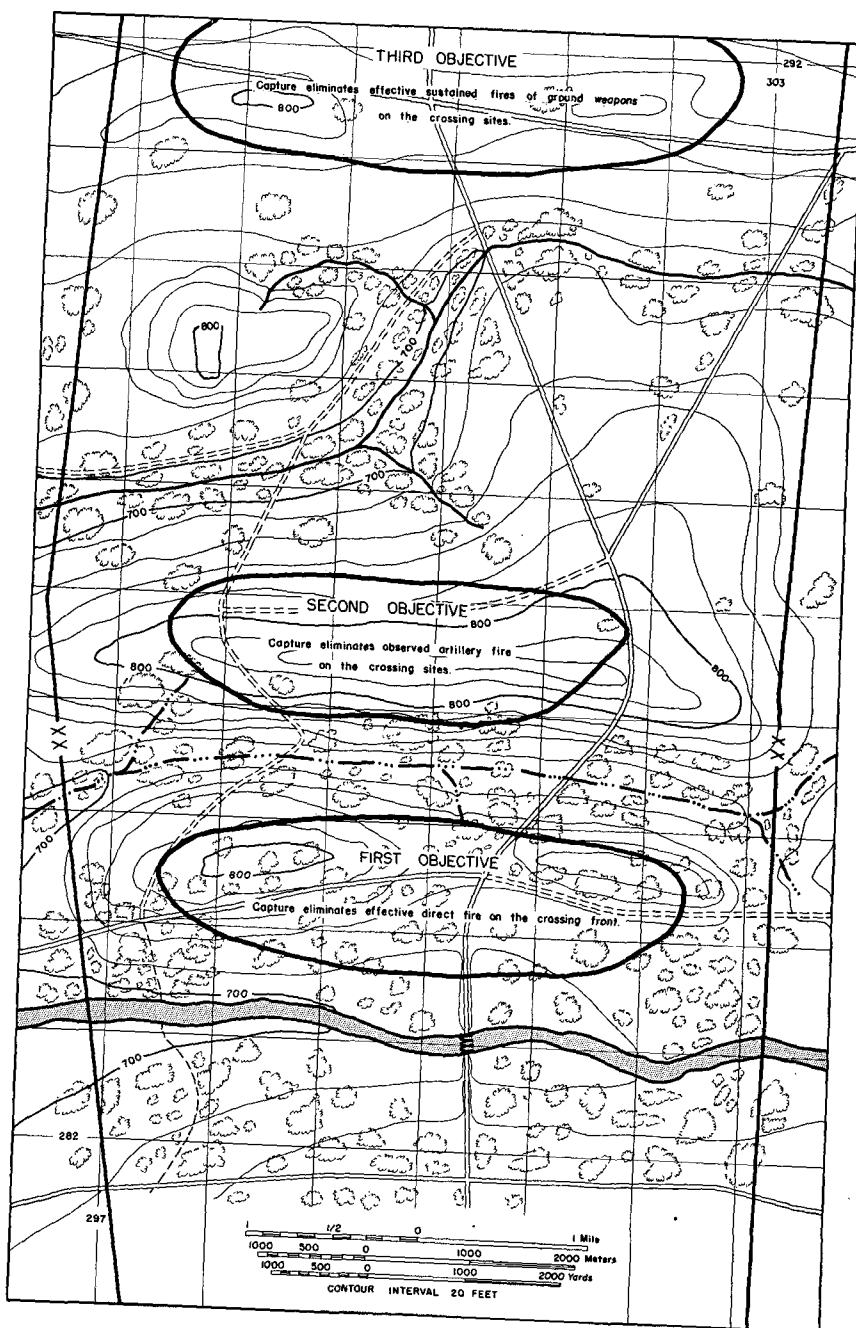 THIRD OBJECTIVE
292
303
Capture eliminates effective sustained fires of ground weapons
on the crossing sites.
800
800
700
700
SECOND OBJECTIVE
800
Capture eliminates observed artillery fire
on the crossing sites.
800
800
800
XX
XX
700
FIRST OBJECTIVE
800
Capture eliminates effective direct fire on the crossing front.
700
700
282
297
1 1/2 0 1 Mile
1000 500 0 1000 2000 Meters
1000 500 0 1000 2000 Yards
CONTOUR INTERVAL 20 FEET